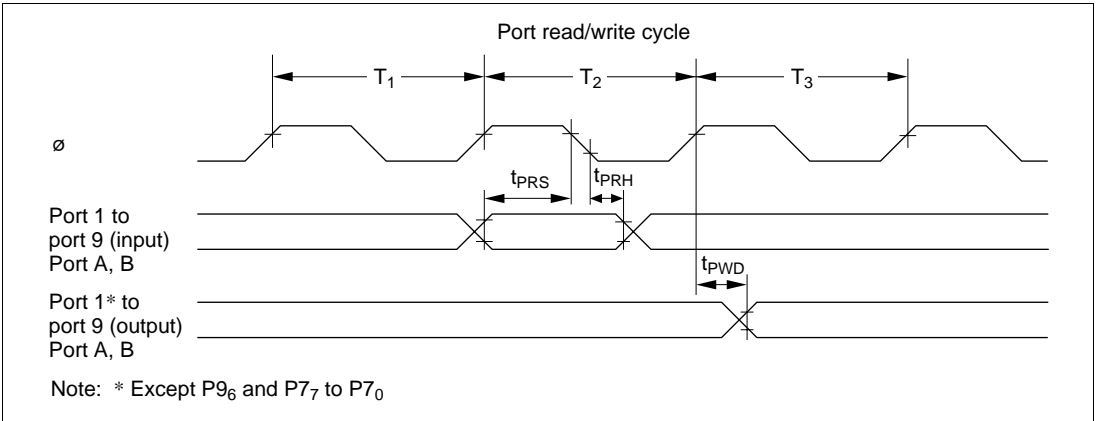 Port read/write cycle
T₁ T₂ T₃
ø
tPRS tPRH
Port 1 to
port 9 (input)
Port A, B
tPWD
Port 1* to
port 9 (output)
Port A, B
Note: * Except P9₆ and P7₇ to P7₀